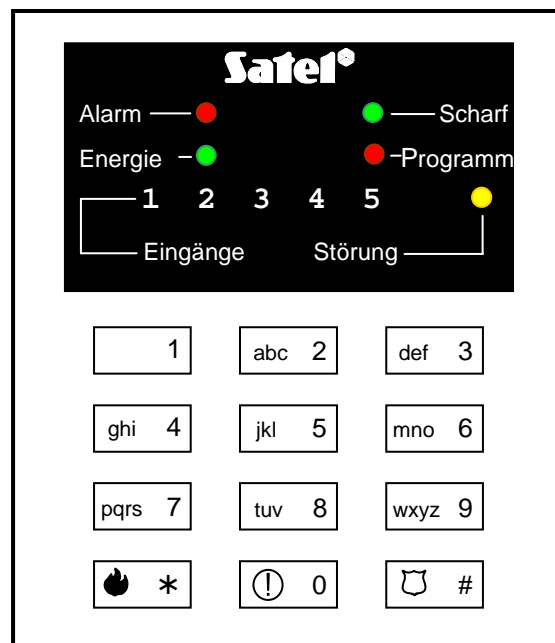 Satel®
Alarm Scharf
Energie Programm
1 2 3 4 5
Eingänge Störung
1 abc 2 def 3
ghi 4 jkl 5 mno 6
pqrs 7 tuv 8 wxyz 9
* 0 #